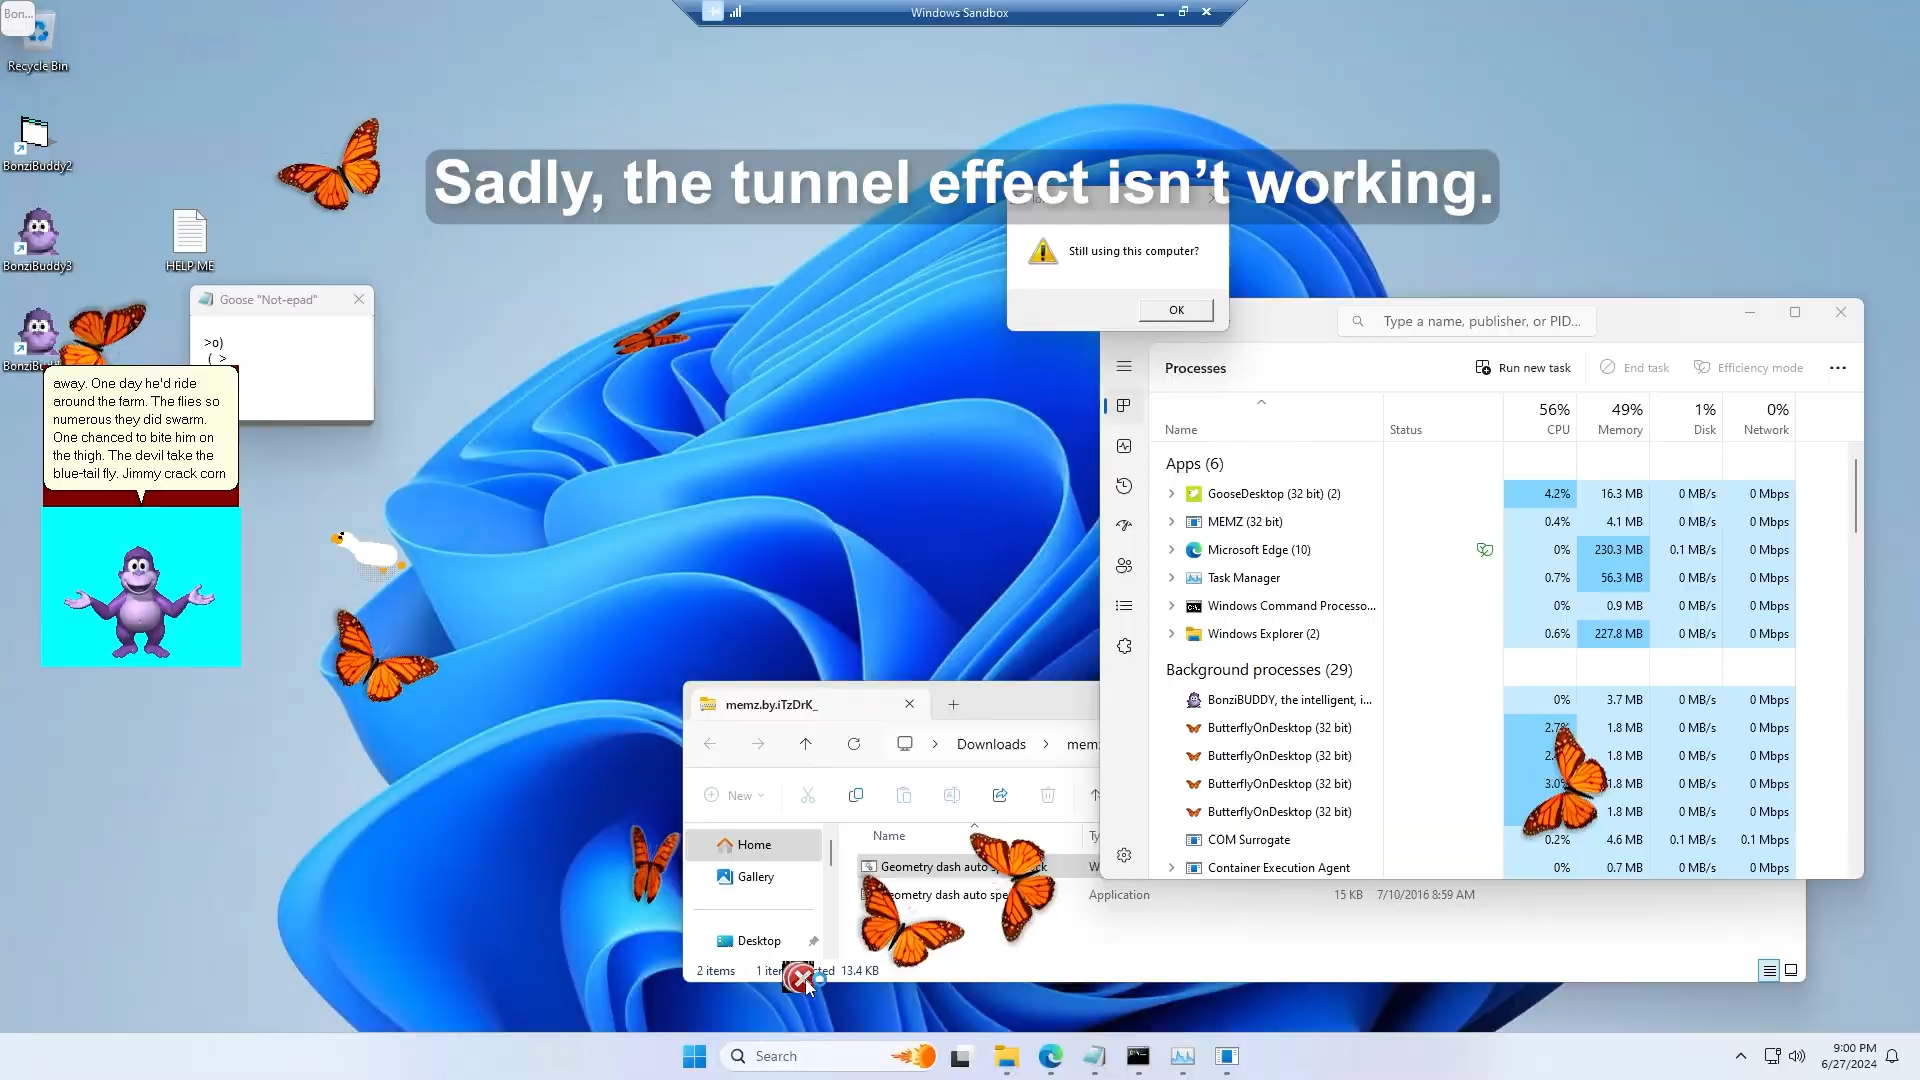 Bon...
Windows Sandbox
Recycle Bin
BonziBuddy2
BonziBuddy3
HELP ME
Sadly, the tunnel effect isn’t working.
Still using this computer?
OK
Goose "Not-epad"
>o)
( >
away. One day he'd ride
around the farm. The flies so
numerous they did swarm.
One chanced to bite him on
the thigh. The devil take the
blue-tail fly. Jimmy crack corn
Type a name, publisher, or PID...
Processes
Run new task
End task
Efficiency mode
56% 49% 1% 0%
Name Status CPU Memory Disk Network
Apps (6)
GooseDesktop (32 bit) (2) 4.2% 16.3 MB 0 MB/s 0 Mbps
MEMZ (32 bit) 0.4% 4.1 MB 0 MB/s 0 Mbps
Microsoft Edge (10) 0% 230.3 MB 0.1 MB/s 0 Mbps
Task Manager 0.7% 56.3 MB 0 MB/s 0 Mbps
Windows Command Processo... 0% 0.9 MB 0 MB/s 0 Mbps
Windows Explorer (2) 0.6% 227.8 MB 0 MB/s 0 Mbps
Background processes (29)
BonziBUDDY, the intelligent, i... 0% 3.7 MB 0 MB/s 0 Mbps
ButterflyOnDesktop (32 bit) 2.7% 1.8 MB 0 MB/s 0 Mbps
ButterflyOnDesktop (32 bit) 1.8 MB 0 MB/s 0 Mbps
ButterflyOnDesktop (32 bit) 1.8 MB 0 MB/s 0 Mbps
ButterflyOnDesktop (32 bit) 1.8 MB 0 MB/s 0 Mbps
COM Surrogate 0.2% 4.6 MB 0.1 MB/s 0.1 Mbps
Container Execution Agent 0% 0.7 MB 0 MB/s 0 Mbps
memz.by.iTzDrK_
Downloads
New
Name
Home
Gallery
Desktop
Geometry dash auto
Geometry dash auto spe Application 15 KB 7/10/2016 8:59 AM
2 items 13.4 KB
Search
9:00 PM
6/27/2024